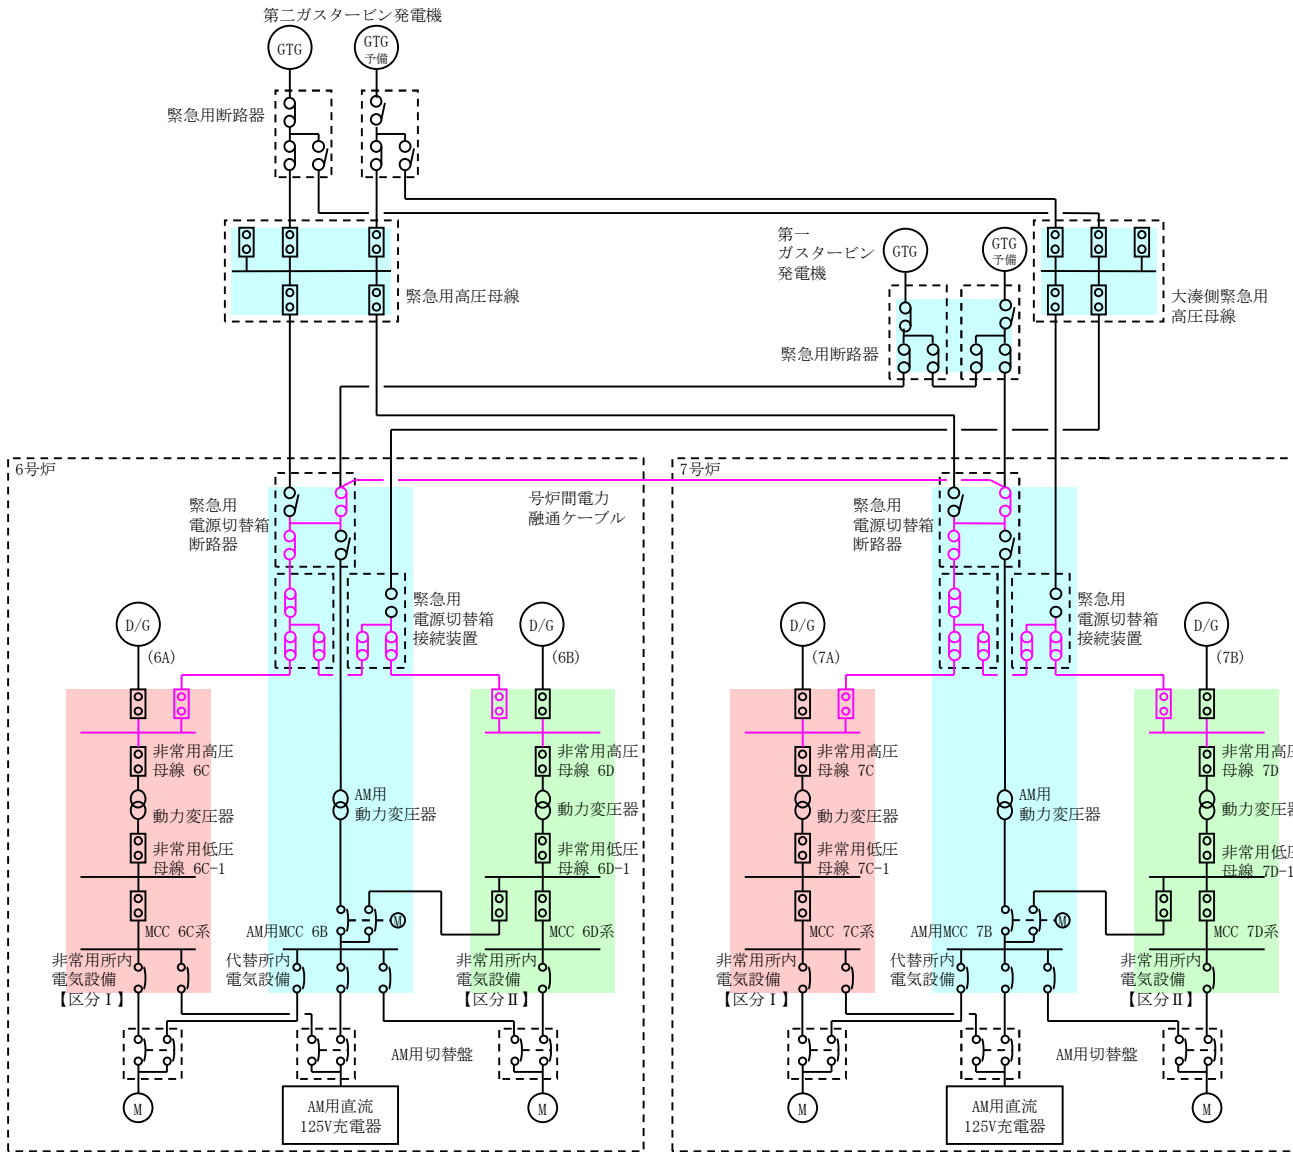 第二ガスタービン発電機
GTG
GTG
予備
緊急用断路器
第一
ガスタービン
発電機
GTG
GTG
予備
緊急用高圧母線
大湊側緊急用
高圧母線
緊急用断路器
6号炉
7号炉
緊急用
電源切替箱
断路器
号炉間電力
融通ケーブル
緊急用
電源切替箱
断路器
D/G
(6A)
緊急用
電源切替箱
接続装置
D/G
(6B)
D/G
(7A)
緊急用
電源切替箱
接続装置
D/G
(7B)
非常用高圧
母線 6C
非常用高圧
母線 6D
非常用高圧
母線 7C
非常用高圧
母線 7D
動力変圧器
AM用
動力変圧器
動力変圧器
動力変圧器
AM用
動力変圧器
動力変圧器
非常用低圧
母線 6C-1
非常用低圧
母線 6D-1
非常用低圧
母線 7C-1
非常用低圧
母線 7D-1
MCC 6C系
AM用MCC 6B
M
MCC 6D系
MCC 7C系
AM用MCC 7B
M
MCC 7D系
非常用所内
電気設備
【区分Ⅰ】
代替所内
電気設備
非常用所内
電気設備
【区分Ⅱ】
非常用所内
電気設備
【区分Ⅰ】
代替所内
電気設備
非常用所内
電気設備
【区分Ⅱ】
AM用切替盤
AM用切替盤
M
AM用直流
125V充電器
M
M
AM用直流
125V充電器
M